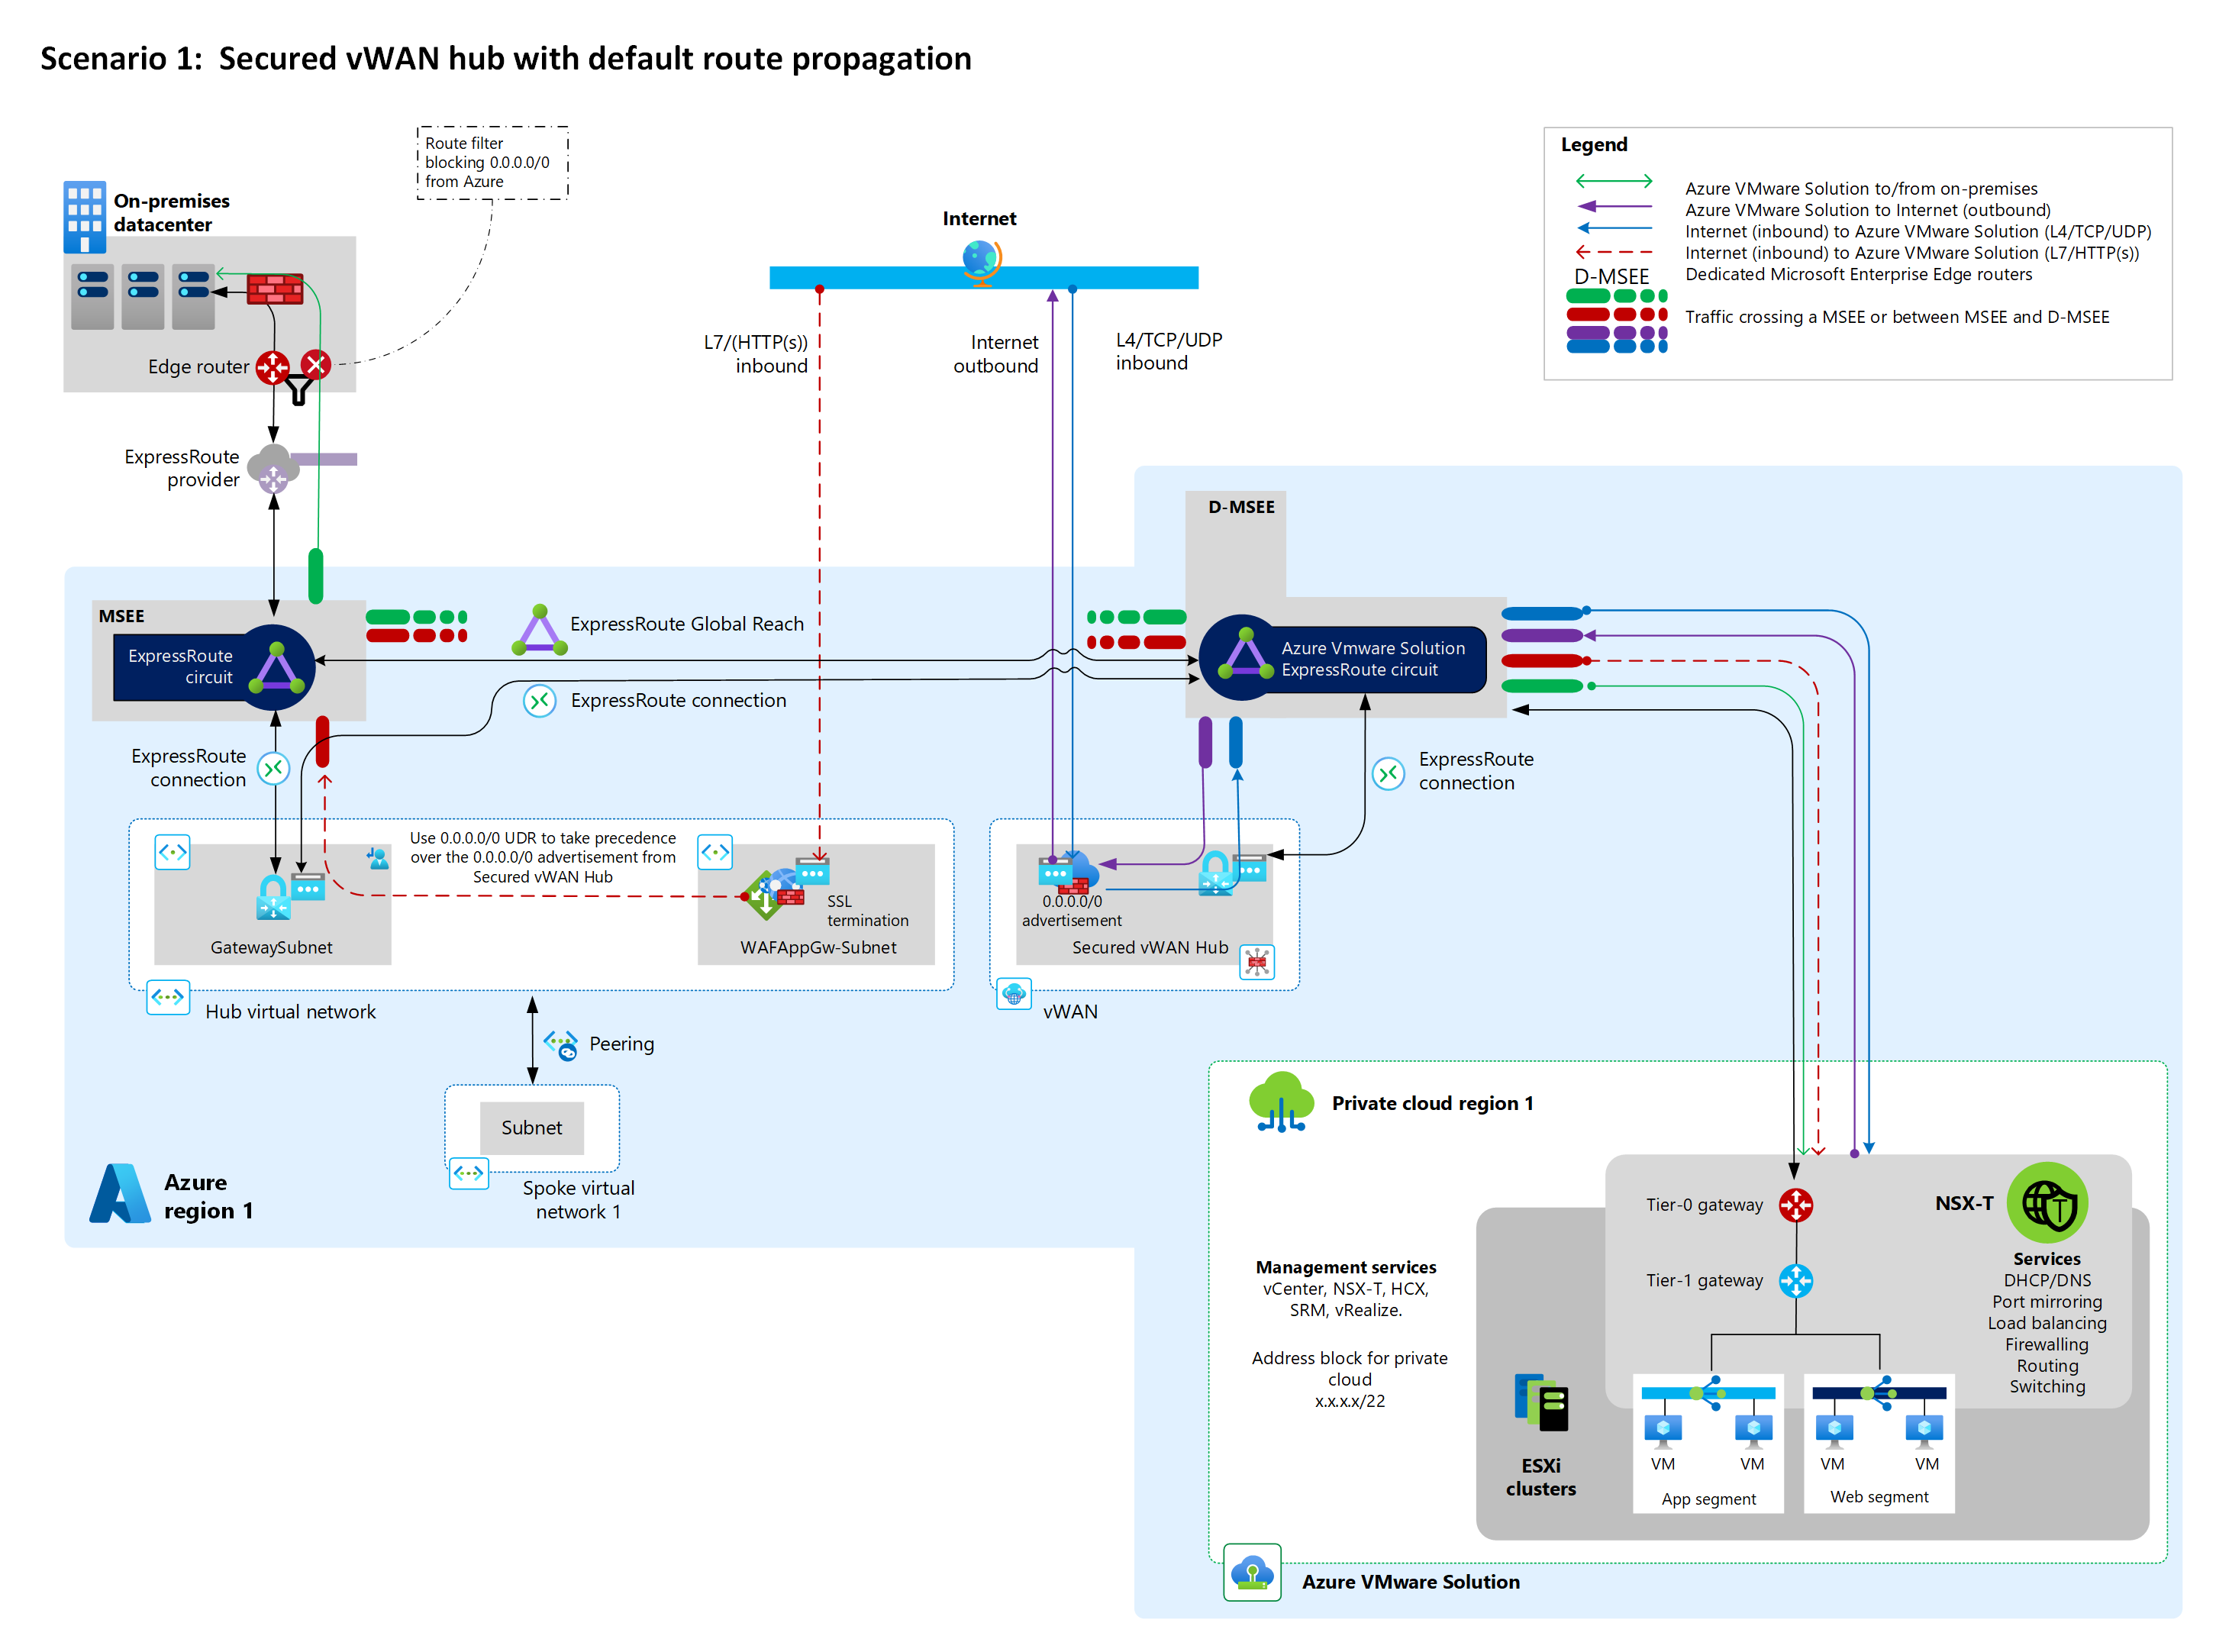 Scenario 1:  Secured vWAN hub with default route propagation
Route filter
blocking 0.0.0.0/0
from Azure
On-premises
datacenter
Edge router
ExpressRoute
provider
Internet
L7/(HTTP(s))
inbound
Internet
outbound
L4/TCP/UDP
inbound
Legend
Azure VMware Solution to/from on-premises
Azure VMware Solution to Internet (outbound)
Internet (inbound) to Azure VMware Solution (L4/TCP/UDP)
Internet (inbound) to Azure VMware Solution (L7/HTTP(s))
D-MSEE
Dedicated Microsoft Enterprise Edge routers
Traffic crossing a MSEE or between MSEE and D-MSEE
MSEE
ExpressRoute
circuit
ExpressRoute Global Reach
ExpressRoute connection
D-MSEE
Azure Vmware Solution
ExpressRoute circuit
ExpressRoute
connection
ExpressRoute
connection
Use 0.0.0.0/0 UDR to take precedence
over the 0.0.0.0/0 advertisement from
Secured vWAN Hub
GatewaySubnet
SSL
termination
WAFAppGw-Subnet
Hub virtual network
0.0.0.0/0
advertisement
Secured vWAN Hub
vWAN
Peering
Subnet
Spoke virtual
network 1
Azure
region 1
Private cloud region 1
Management services
vCenter, NSX-T, HCX,
SRM, vRealize.
Address block for private
cloud
x.x.x.x/22
Tier-0 gateway
Tier-1 gateway
NSX-T
T
Services
DHCP/DNS
Port mirroring
Load balancing
Firewalling
Routing
Switching
ESXi
clusters
VM
VM
App segment
VM
VM
Web segment
Azure VMware Solution